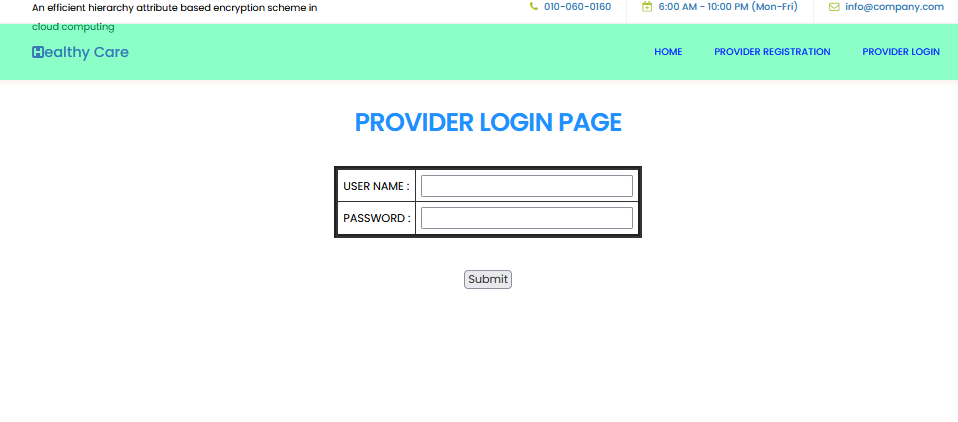 An efficient hierarchy attribute based encryption scheme in
cloud computing
010-060-0160
6:00 AM - 10:00 PM (Mon-Fri)
info@company.com
Healthy Care
HOME
PROVIDER REGISTRATION
PROVIDER LOGIN
PROVIDER LOGIN PAGE
USER NAME :
PASSWORD :
Submit